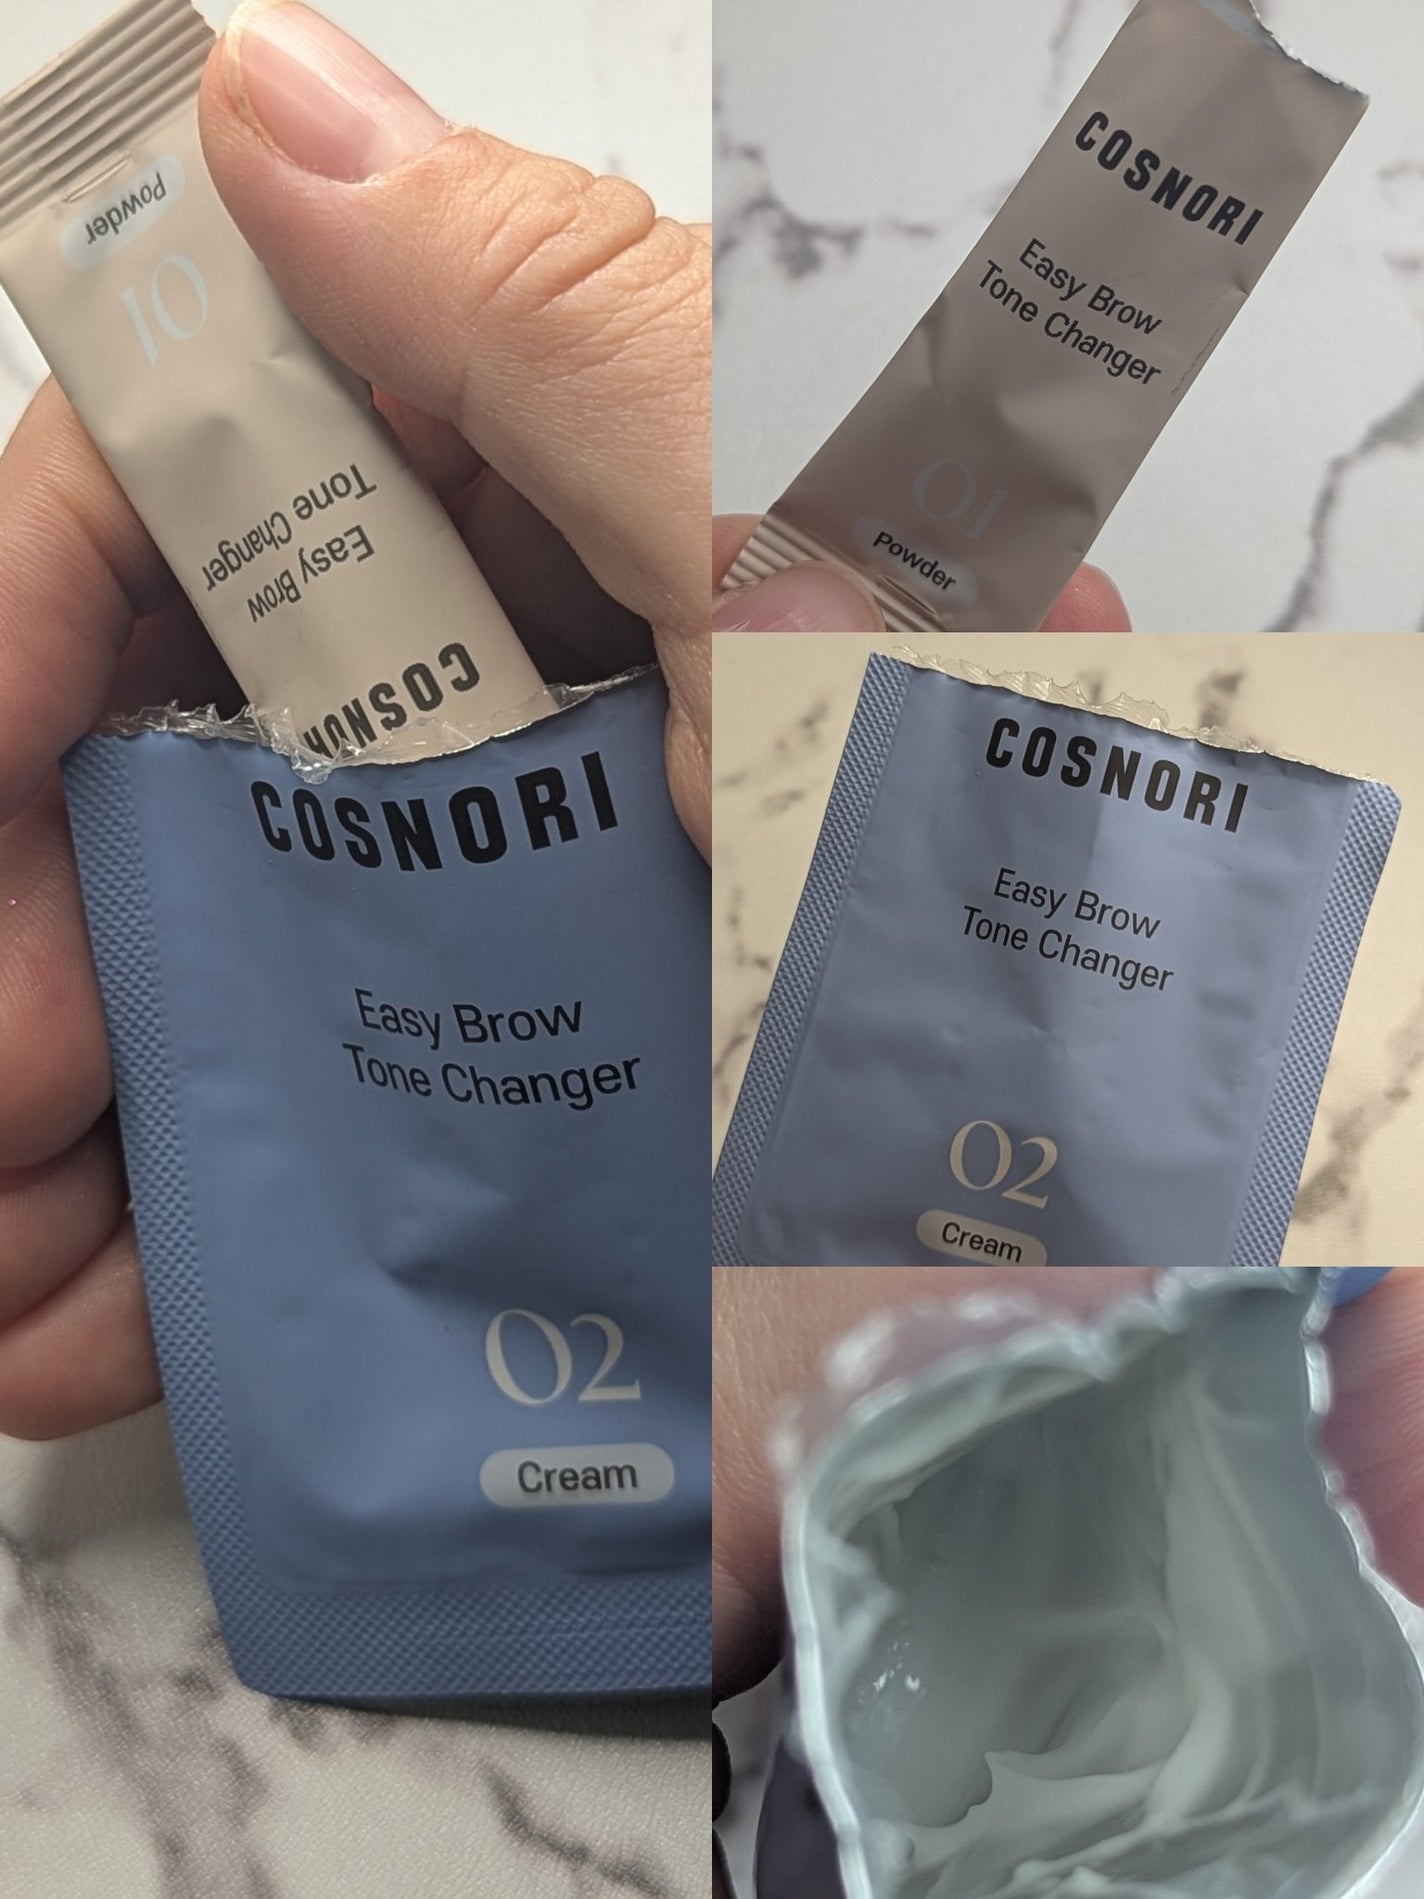 Powder
01
Easy Brow
Tone Changer
COSNORI
COSNORI
Easy Brow
Tone Changer
02
Cream
COSNORI
Easy Brow
Tone Changer
01
Powder
COSNORI
Easy Brow
Tone Changer
02
Cream